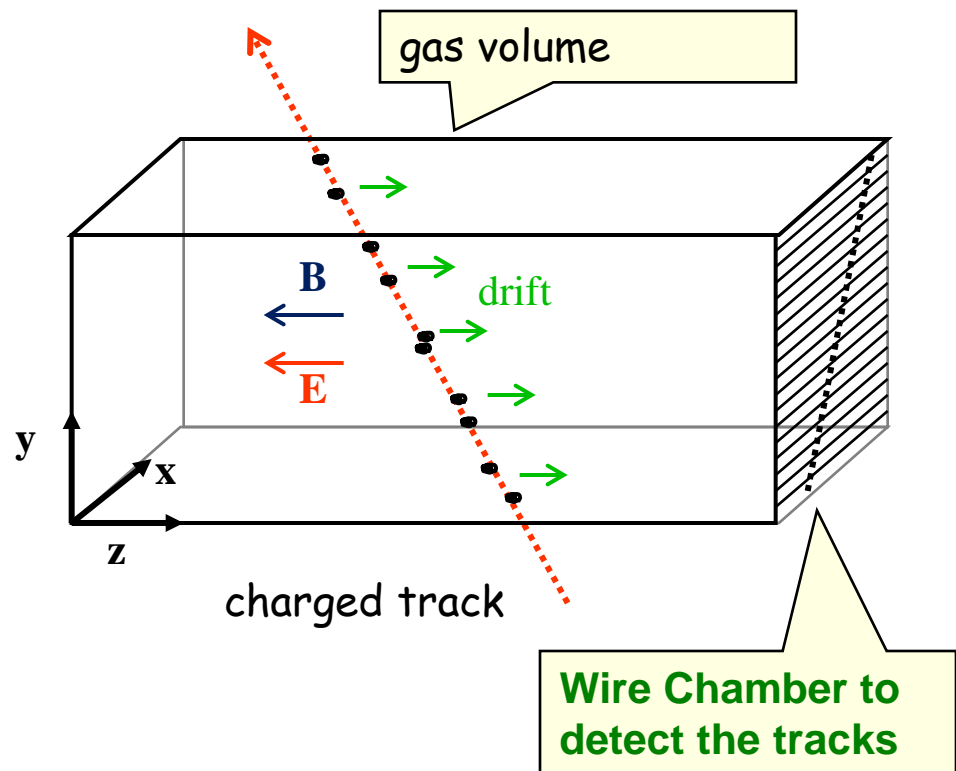 gas volume
B
drift
E
y
x
z
charged track
Wire Chamber to
detect the tracks